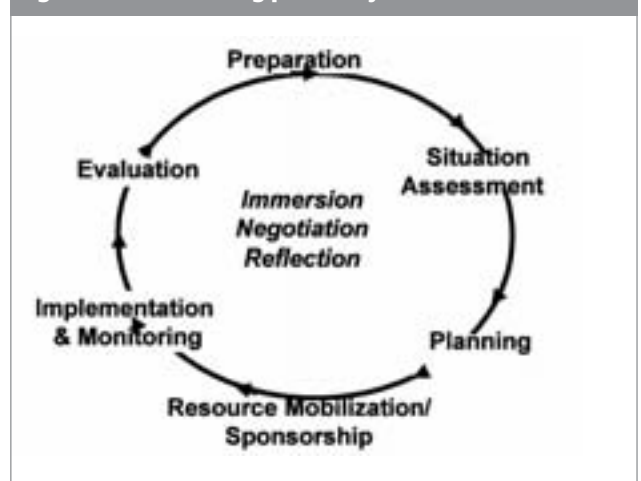 Preparation
Situation
Assessment
Planning
Resource Mobilization/
Sponsorship
Implementation
& Monitoring
Evaluation
Immersion
Negotiation
Reflection